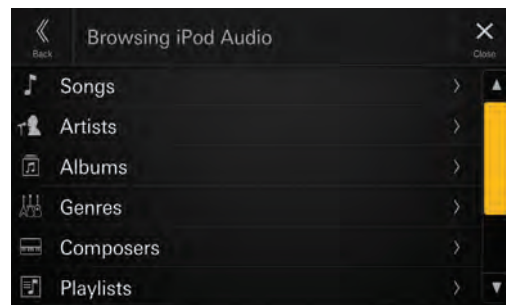 Back
Browsing iPod Audio
Close
Songs
Artists
Albums
Genres
Composers
Playlists